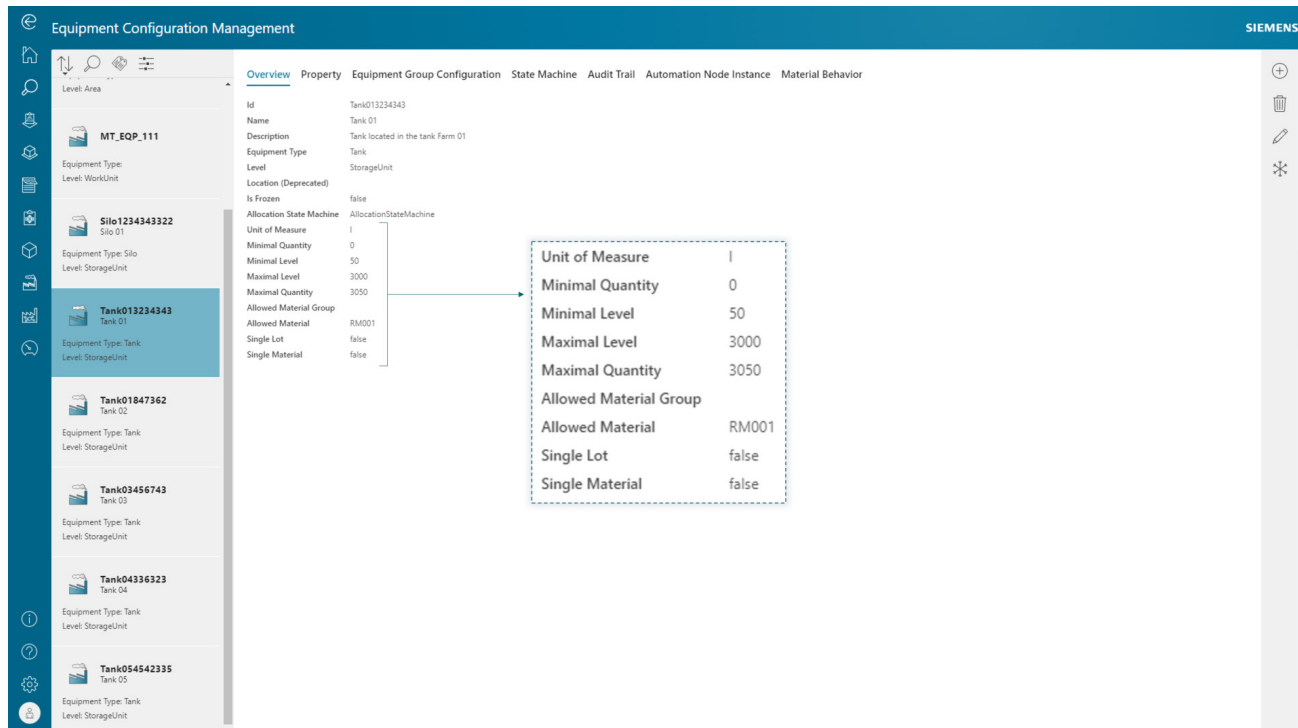 Equipment Configuration Management
SIEMENS
Level: Area
MT_EQP_111
Equipment Type:
Level: WorkUnit
Silo1234343322
Silo 01
Equipment Type: Silo
Level: StorageUnit
Tank013234343
Tank 01
Equipment Type: Tank
Level: StorageUnit
Tank01847362
Tank 02
Equipment Type: Tank
Level: StorageUnit
Tank03456743
Tank 03
Equipment Type: Tank
Level: StorageUnit
Tank04336323
Tank 04
Equipment Type: Tank
Level: StorageUnit
Tank054542335
Tank 05
Equipment Type: Tank
Level: StorageUnit
Overview Property Equipment Group Configuration State Machine Audit Trail Automation Node Instance Material Behavior
Id Tank013234343
Name Tank 01
Description Tank located in the tank Farm 01
Equipment Type Tank
Level StorageUnit
Location (Deprecated)
Is Frozen false
Allocation State Machine AllocationStateMachine
Unit of Measure l
Minimal Quantity 0
Minimal Level 50
Maximal Level 3000
Maximal Quantity 3050
Allowed Material Group
Allowed Material RM001
Single Lot false
Single Material false
Unit of Measure l
Minimal Quantity 0
Minimal Level 50
Maximal Level 3000
Maximal Quantity 3050
Allowed Material Group
Allowed Material RM001
Single Lot false
Single Material false